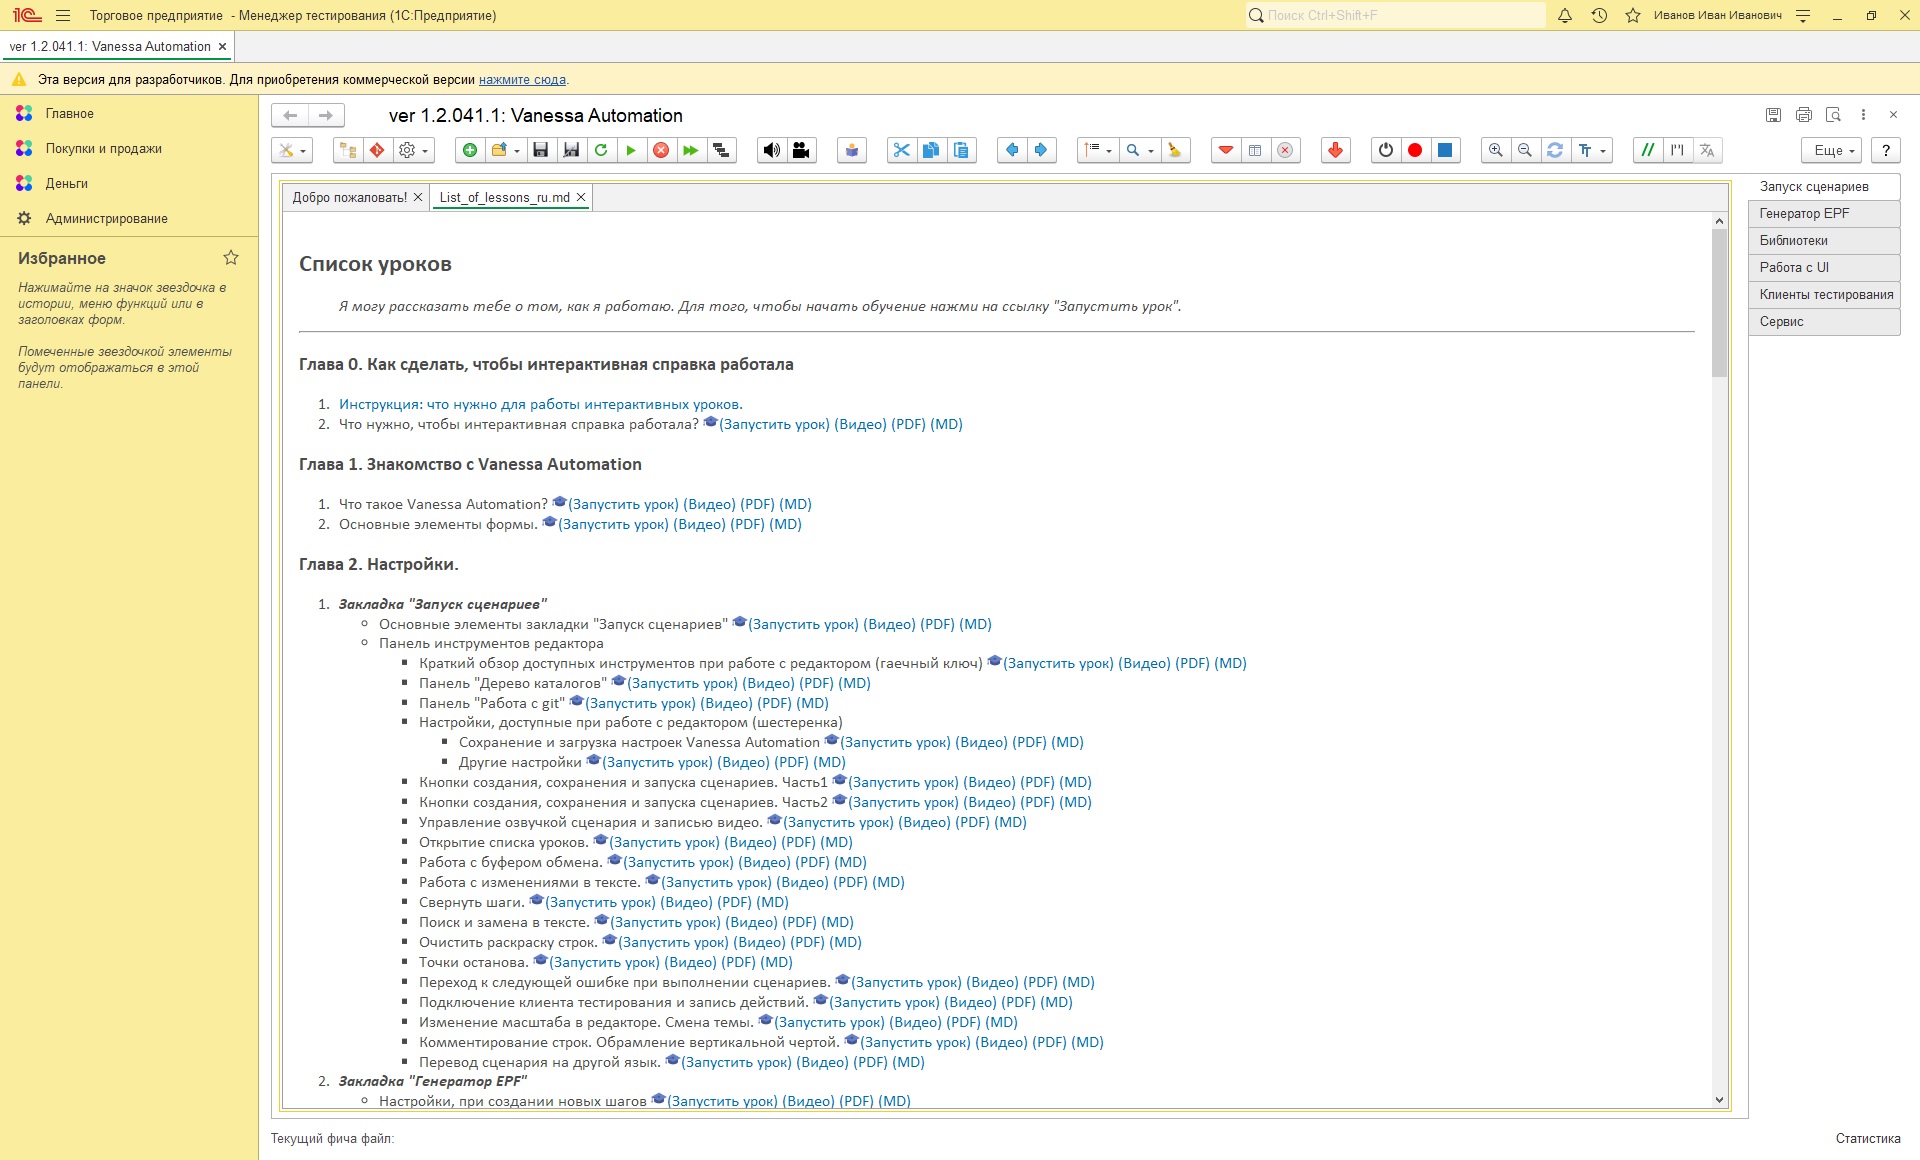 Торговое предприятие - Менеджер тестирования (1С:Предприятие)
Поиск Ctrl+Shift+F
Иванов Иван Иванович
ver 1.2.041.1: Vanessa Automation
Эта версия для разработчиков. Для приобретения коммерческой версии нажмите сюда.
Главное
Покупки и продажи
Деньги
Администрирование
Избранное
Нажимайте на значок звездочка в
истории, меню функций или в
заголовках форм.
Помеченные звездочкой элементы
будут отображаться в этой
панели.
ver 1.2.041.1: Vanessa Automation
Еще
?
Добро пожаловать!
List_of_lessons_ru.md
Список уроков
Я могу рассказать тебе о том, как я работаю. Для того, чтобы начать обучение нажми на ссылку "Запустить урок".
Глава 0. Как сделать, чтобы интерактивная справка работала
1. Инструкция: что нужно для работы интерактивных уроков.
2. Что нужно, чтобы интерактивная справка работала? (Запустить урок) (Видео) (PDF) (MD)
Глава 1. Знакомство с Vanessa Automation
1. Что такое Vanessa Automation? (Запустить урок) (Видео) (PDF) (MD)
2. Основные элементы формы. (Запустить урок) (Видео) (PDF) (MD)
Глава 2. Настройки.
1. Закладка "Запуск сценариев"
Основные элементы закладки "Запуск сценариев" (Запустить урок) (Видео) (PDF) (MD)
Панель инструментов редактора
Краткий обзор доступных инструментов при работе с редактором (гаечный ключ) (Запустить урок) (Видео) (PDF) (MD)
Панель "Дерево каталогов" (Запустить урок) (Видео) (PDF) (MD)
Панель "Работа с git" (Запустить урок) (Видео) (PDF) (MD)
Настройки, доступные при работе с редактором (шестеренка)
Сохранение и загрузка настроек Vanessa Automation (Запустить урок) (Видео) (PDF) (MD)
Другие настройки (Запустить урок) (Видео) (PDF) (MD)
Кнопки создания, сохранения и запуска сценариев. Часть1 (Запустить урок) (Видео) (PDF) (MD)
Кнопки создания, сохранения и запуска сценариев. Часть2 (Запустить урок) (Видео) (PDF) (MD)
Управление озвучкой сценария и записью видео. (Запустить урок) (Видео) (PDF) (MD)
Открытие списка уроков. (Запустить урок) (Видео) (PDF) (MD)
Работа с буфером обмена. (Запустить урок) (Видео) (PDF) (MD)
Работа с изменениями в тексте. (Запустить урок) (Видео) (PDF) (MD)
Свернуть шаги. (Запустить урок) (Видео) (PDF) (MD)
Поиск и замена в тексте. (Запустить урок) (Видео) (PDF) (MD)
Очистить раскраску строк. (Запустить урок) (Видео) (PDF) (MD)
Точки останова. (Запустить урок) (Видео) (PDF) (MD)
Переход к следующей ошибке при выполнении сценариев. (Запустить урок) (Видео) (PDF) (MD)
Подключение клиента тестирования и запись действий. (Запустить урок) (Видео) (PDF) (MD)
Изменение масштаба в редакторе. Смена темы. (Запустить урок) (Видео) (PDF) (MD)
Комментирование строк. Обрамление вертикальной чертой. (Запустить урок) (Видео) (PDF) (MD)
Перевод сценария на другой язык. (Запустить урок) (Видео) (PDF) (MD)
2. Закладка "Генератор EPF"
Настройки, при создании новых шагов (Запустить урок) (Видео) (PDF) (MD)
Запуск сценариев
Генератор EPF
Библиотеки
Работа с UI
Клиенты тестирования
Сервис
Текущий фича файл:
Статистика